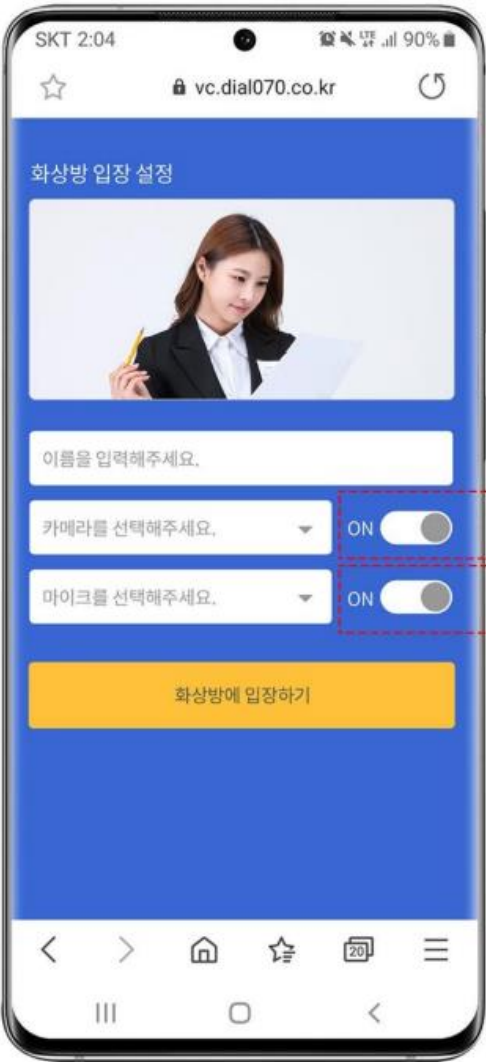 SKT 2:04
LTE 90%
vc.dial070.co.kr
화상방 입장 설정
이름을 입력해주세요.
카메라를 선택해주세요.
ON
마이크를 선택해주세요.
ON
화상방에 입장하기
20